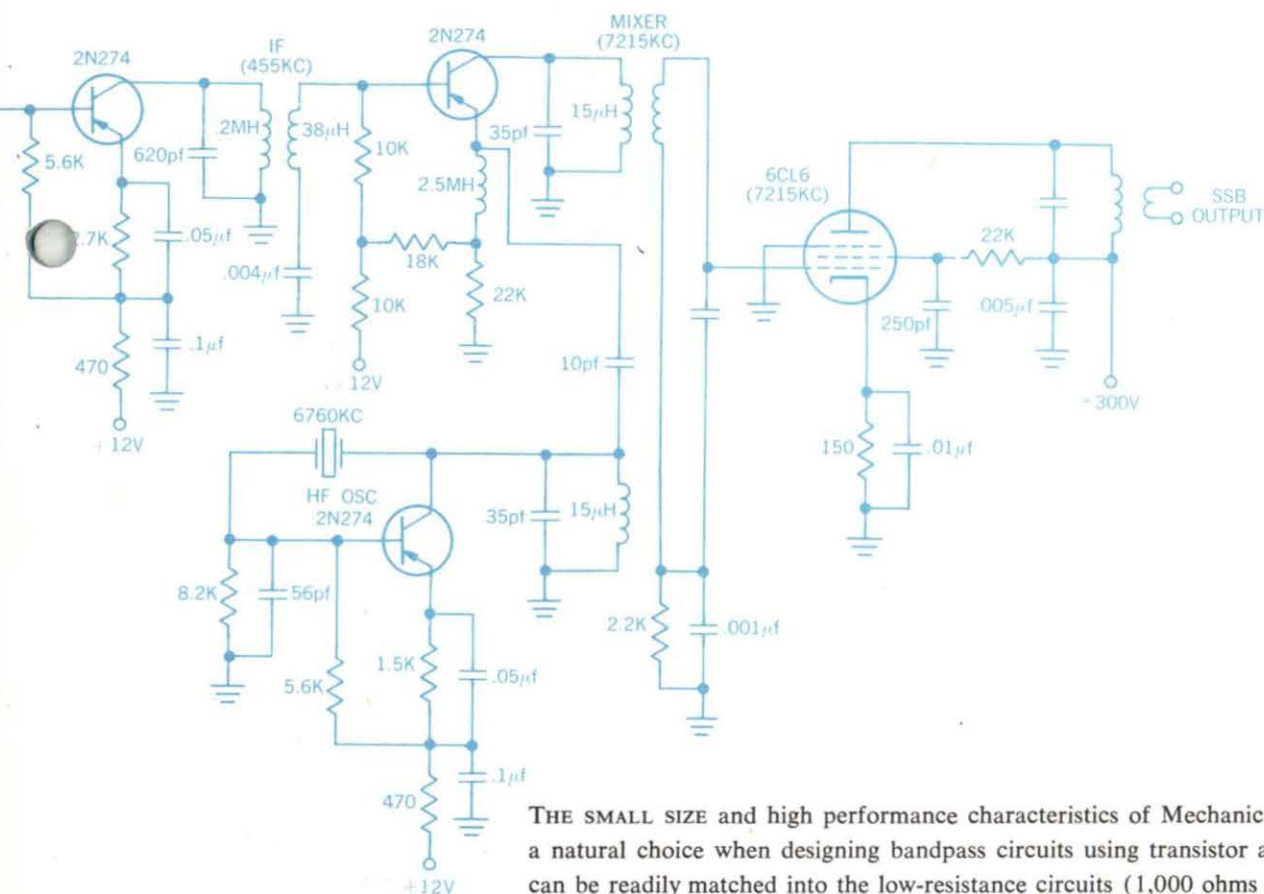 MIXER
(7215KC)
2N274
IF
(455KC)
2N274
.2MH
38μH
620pf
5.6K
.7K
.05μf
.004μf
470
.1μf
+12V
10K
2.5MH
18K
10K
22K
12V
35pf
15μH
10pf
6CL6
(7215KC)
22K
250pf
.005μf
SSB
OUTPUT
300V
150
.01μf
6760KC
HF OSC
2N274
35pf
15μH
8.2K
56pf
5.6K
1.5K
.05μf
2.2K
.001μf
470
.1μf
+12V
THE SMALL SIZE and high performance characteristics of Mechanic
a natural choice when designing bandpass circuits using transistor a
can be readily matched into the low-resistance circuits (1,000 ohms